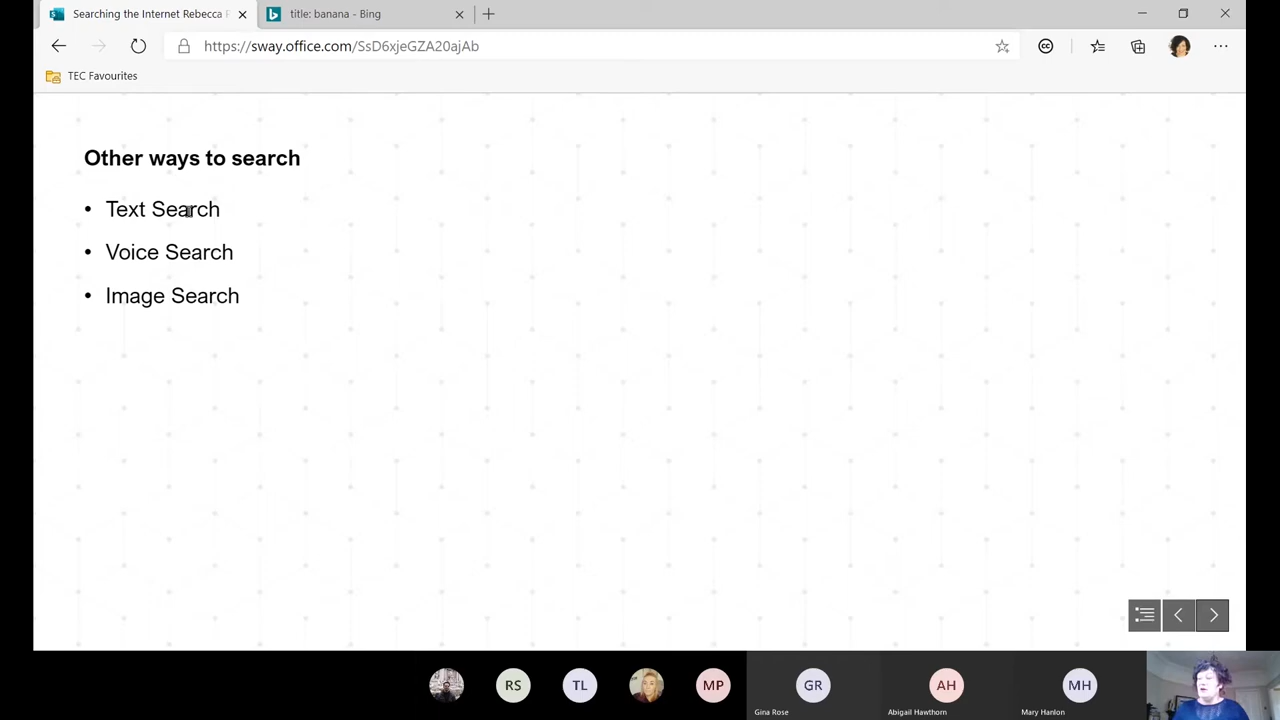 Searching the Internet Rebecca F
title: banana - Bing
https://sway.office.com/SsD6xjeGZA20ajAb
TEC Favourites
Other ways to search
• Text Search
• Voice Search
• Image Search
RS
TL
MP
GR
AH
MH
Gina Rose
Abigail Hawthorn
Mary Hanlon